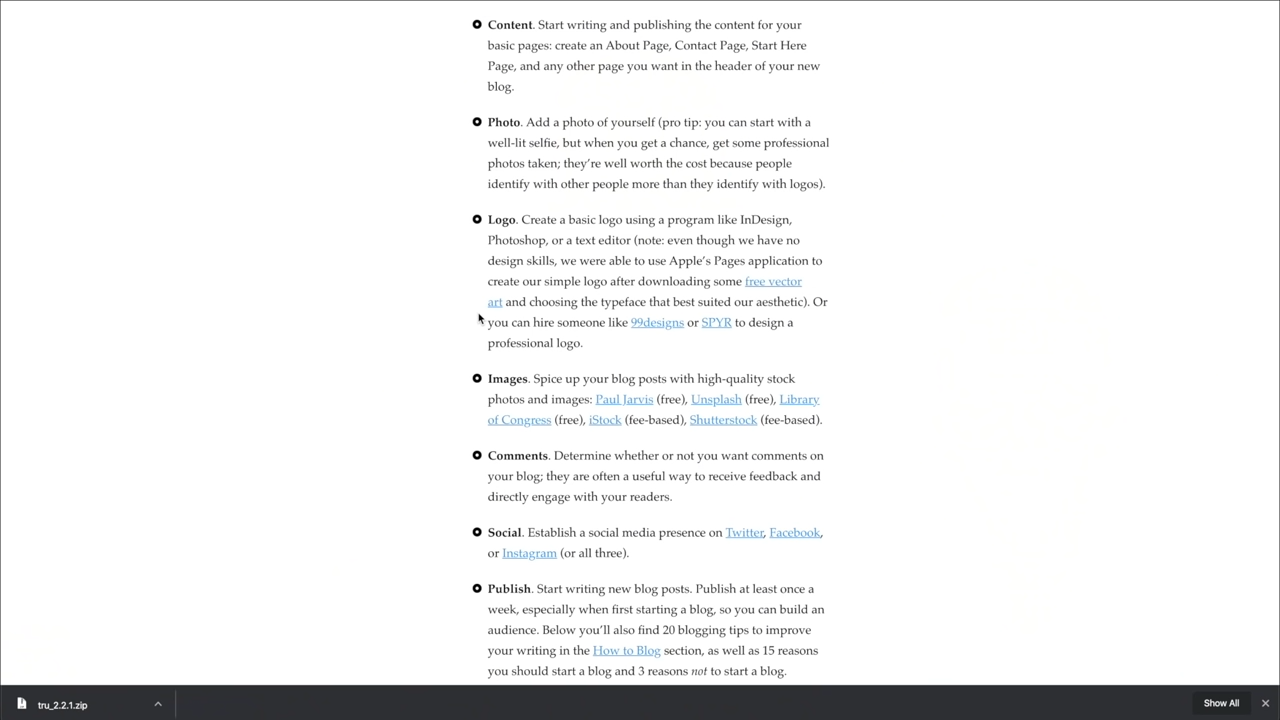 Content. Start writing and publishing the content for your
basic pages: create an About Page, Contact Page, Start Here
Page, and any other page you want in the header of your new
blog.
Photo. Add a photo of yourself (pro tip: you can start with a
well-lit selfie, but when you get a chance, get some professional
photos taken; they’re well worth the cost because people
identify with other people more than they identify with logos).
Logo. Create a basic logo using a program like InDesign,
Photoshop, or a text editor (note: even though we have no
design skills, we were able to use Apple’s Pages application to
create our simple logo after downloading some free vector
art and choosing the typeface that best suited our aesthetic). Or
you can hire someone like 99designs or SPYR to design a
professional logo.
Images. Spice up your blog posts with high-quality stock
photos and images: Paul Jarvis (free), Unsplash (free), Library
of Congress (free), iStock (fee-based), Shutterstock (fee-based).
Comments. Determine whether or not you want comments on
your blog; they are often a useful way to receive feedback and
directly engage with your readers.
Social. Establish a social media presence on Twitter, Facebook,
or Instagram (or all three).
Publish. Start writing new blog posts. Publish at least once a
week, especially when first starting a blog, so you can build an
audience. Below you’ll also find 20 blogging tips to improve
your writing in the How to Blog section, as well as 15 reasons
you should start a blog and 3 reasons not to start a blog.
tru_2.2.1.zip
Show All